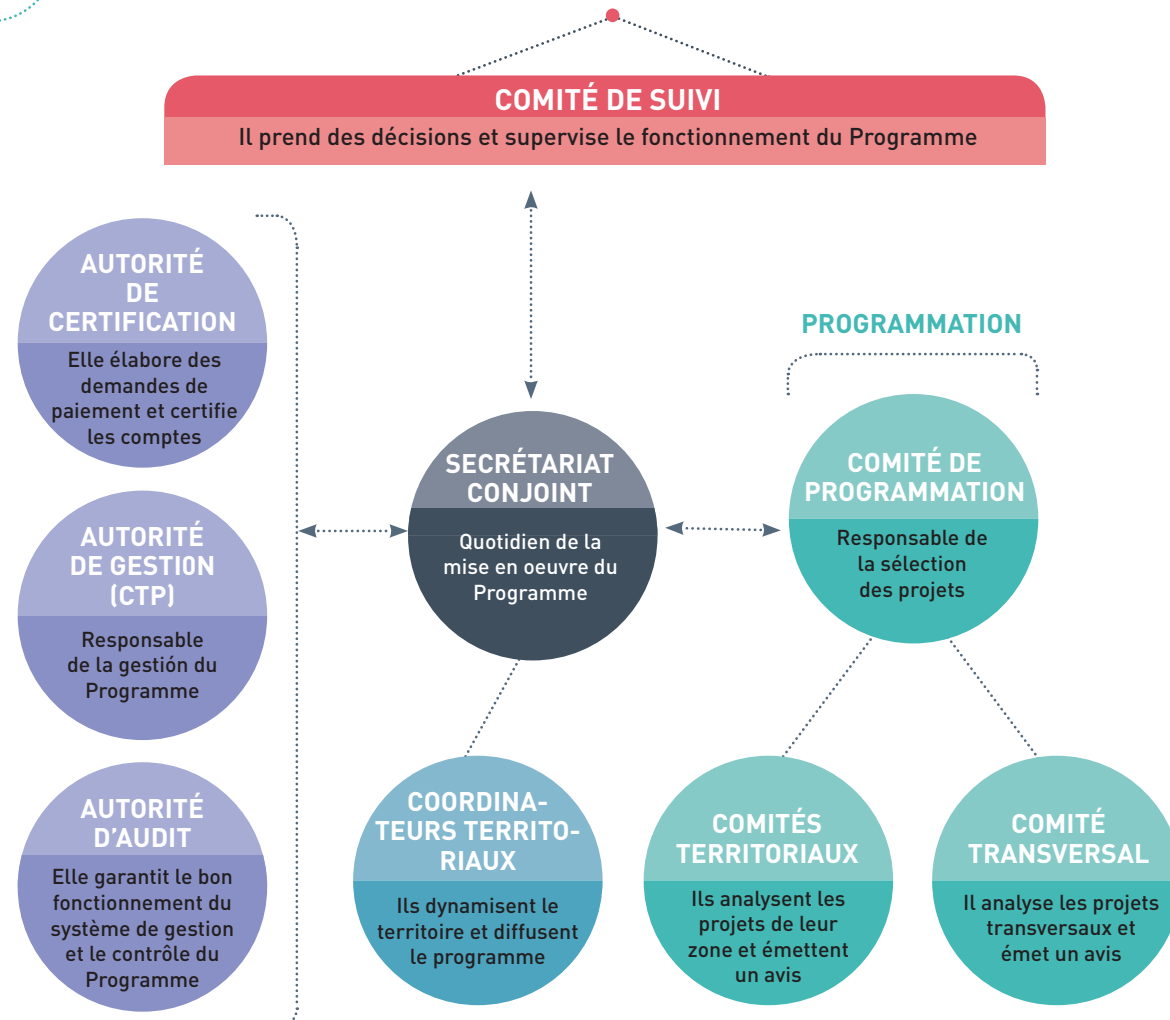 COMITÉ DE SUIVI
Il prend des décisions et supervise le fonctionnement du Programme
AUTORITÉ
DE
CERTIFICATION
Elle élabore des
demandes de
paiement et certifie
les comptes
PROGRAMMATION
SECRÉTARIAT
CONJOINT
Quotidien de la
mise en oeuvre du
Programme
COMITÉ DE
PROGRAMMATION
Responsable de
la sélection
des projets
AUTORITÉ
DE GESTION
(CTP)
Responsable
de la gestión du
Programme
AUTORITÉ
D'AUDIT
Elle garantit le bon
fonctionnement du
système de gestion
et le contrôle du
Programme
COORDINA-
TEURS TERRITO-
RIAUX
Ils dynamisent le
territoire et diffusent
le programme
COMITÉS
TERRITORIAUX
Ils analysent les
projets de leur
zone et émettent
un avis
COMITÉ
TRANSVERSAL
Il analyse les projets
transversaux et
émet un avis